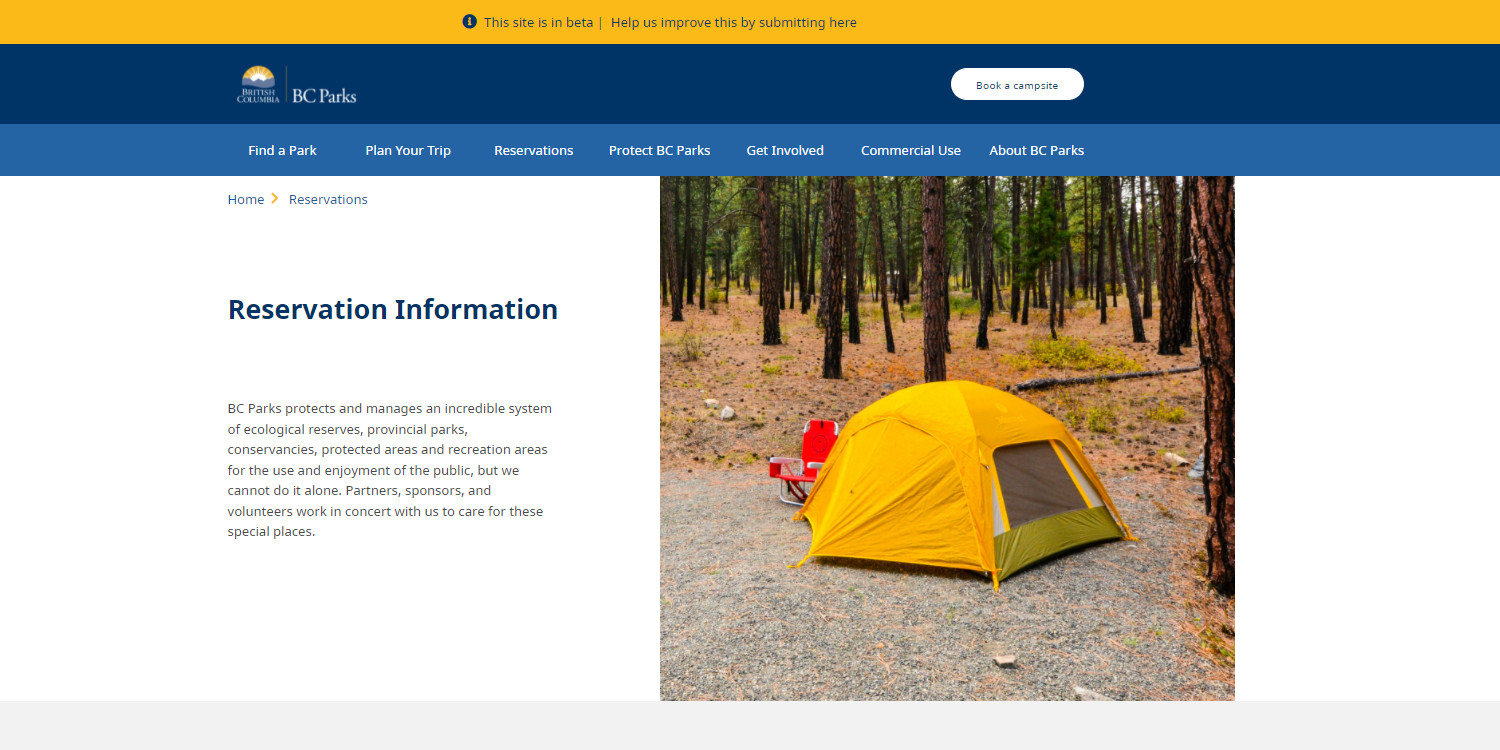 This site is in beta | Help us improve this by submitting here
BRITISH
COLUMBIA
BC Parks
Book a campsite
Find a Park
Plan Your Trip
Reservations
Protect BC Parks
Get Involved
Commercial Use
About BC Parks
Home
Reservations
Reservation Information
BC Parks protects and manages an incredible system
of ecological reserves, provincial parks,
conservancies, protected areas and recreation areas
for the use and enjoyment of the public, but we
cannot do it alone. Partners, sponsors, and
volunteers work in concert with us to care for these
special places.